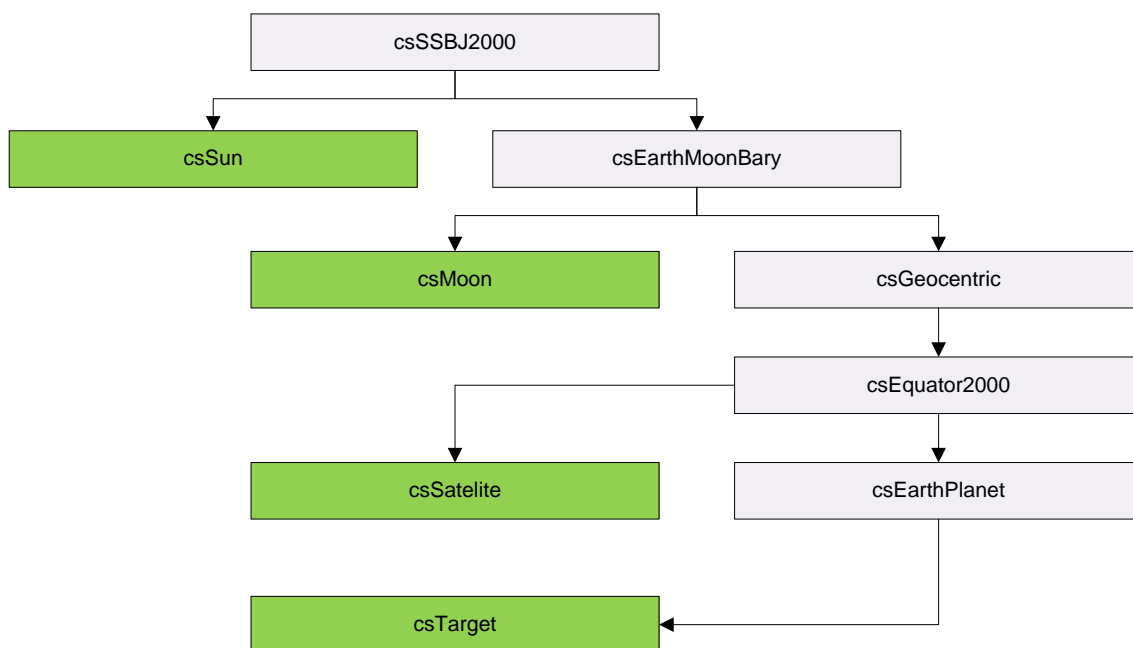 csSSBJ2000
csSun
csEarthMoonBary
csMoon
csGeocentric
csEquator2000
csSatelite
csEarthPlanet
csTarget